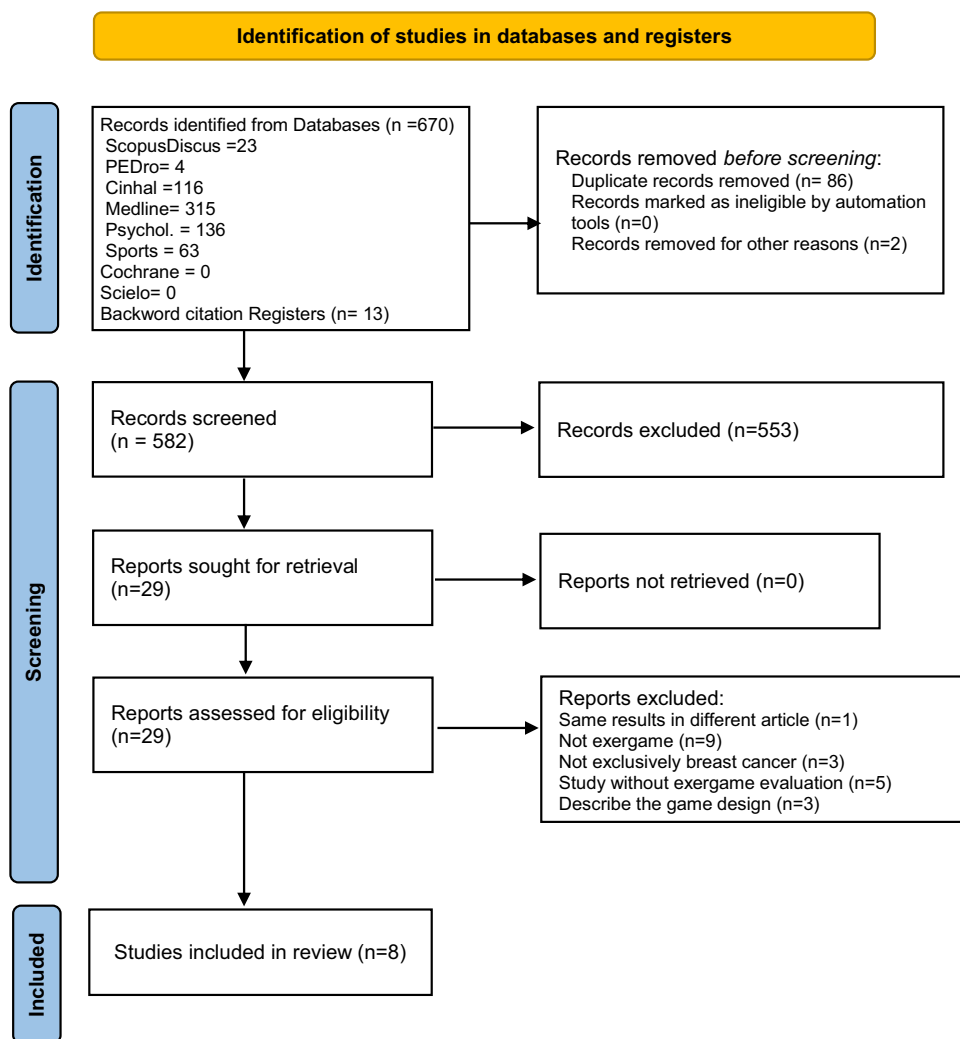 Identification of studies in databases and registers
Identification
Records identified from Databases (n =670)
ScopusDiscus =23
PEDro= 4
Cinhal =116
Medline= 315
Psychol. = 136
Sports = 63
Cochrane = 0
Scielo= 0
Backword citation Registers (n= 13)
Records removed before screening:
Duplicate records removed (n= 86)
Records marked as ineligible by automation
tools (n=0)
Records removed for other reasons (n=2)
Screening
Records screened
(n = 582)
Records excluded (n=553)
Reports sought for retrieval
(n=29)
Reports not retrieved (n=0)
Reports assessed for eligibility
(n=29)
Reports excluded:
Same results in different article (n=1)
Not exergame (n=9)
Not exclusively breast cancer (n=3)
Study without exergame evaluation (n=5)
Describe the game design (n=3)
Included
Studies included in review (n=8)